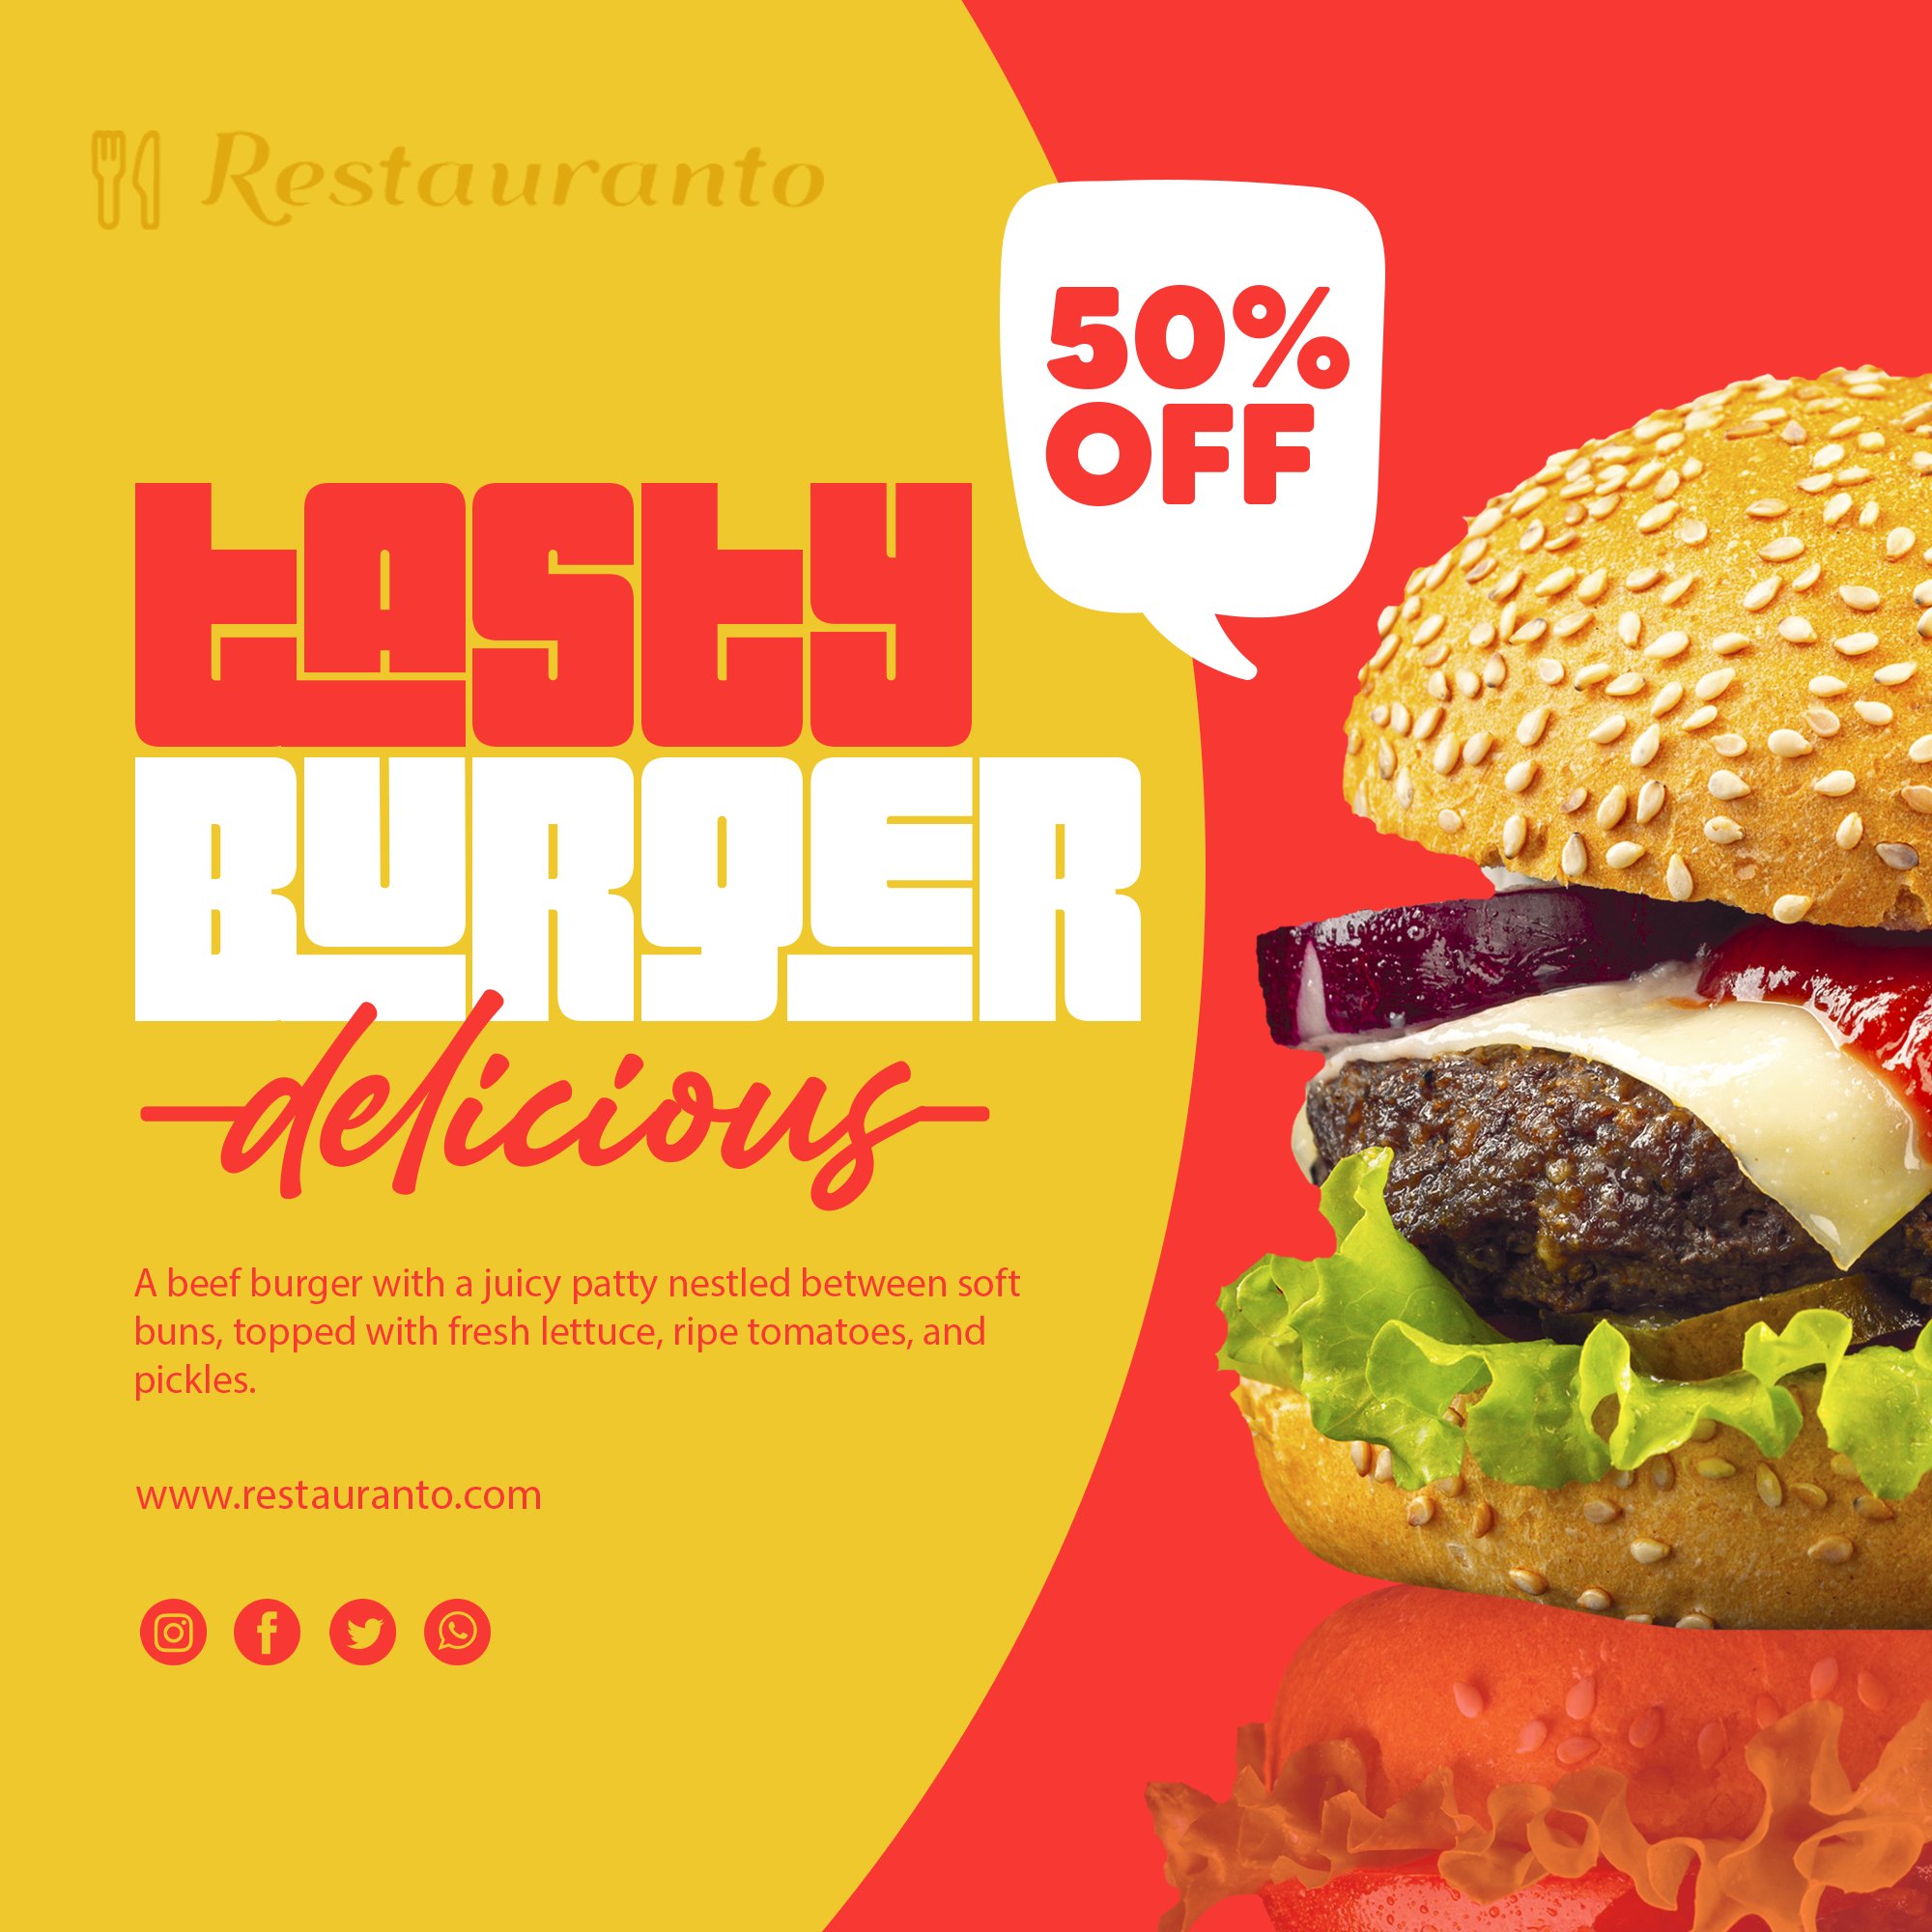 Restauranto
50%
OFF
tASty
BURGER
delicious
A beef burger with a juicy patty nestled between soft
buns, topped with fresh lettuce, ripe tomatoes, and
pickles.
www.restauranto.com